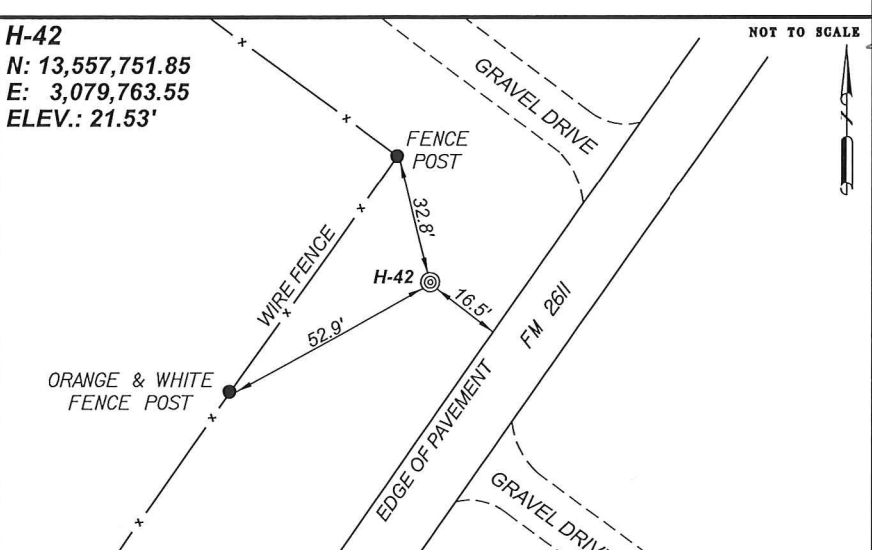 H-42
N: 13,557,751.85
E: 3,079,763.55
ELEV.: 21.53'
NOT TO SCALE
GRAVEL DRIVE
FENCE
POST
32.8'
WIRE FENCE
H-42
16.5'
52.9'
FM 2611
ORANGE & WHITE
FENCE POST
EDGE OF PAVEMENT
GRAVEL DRIVE